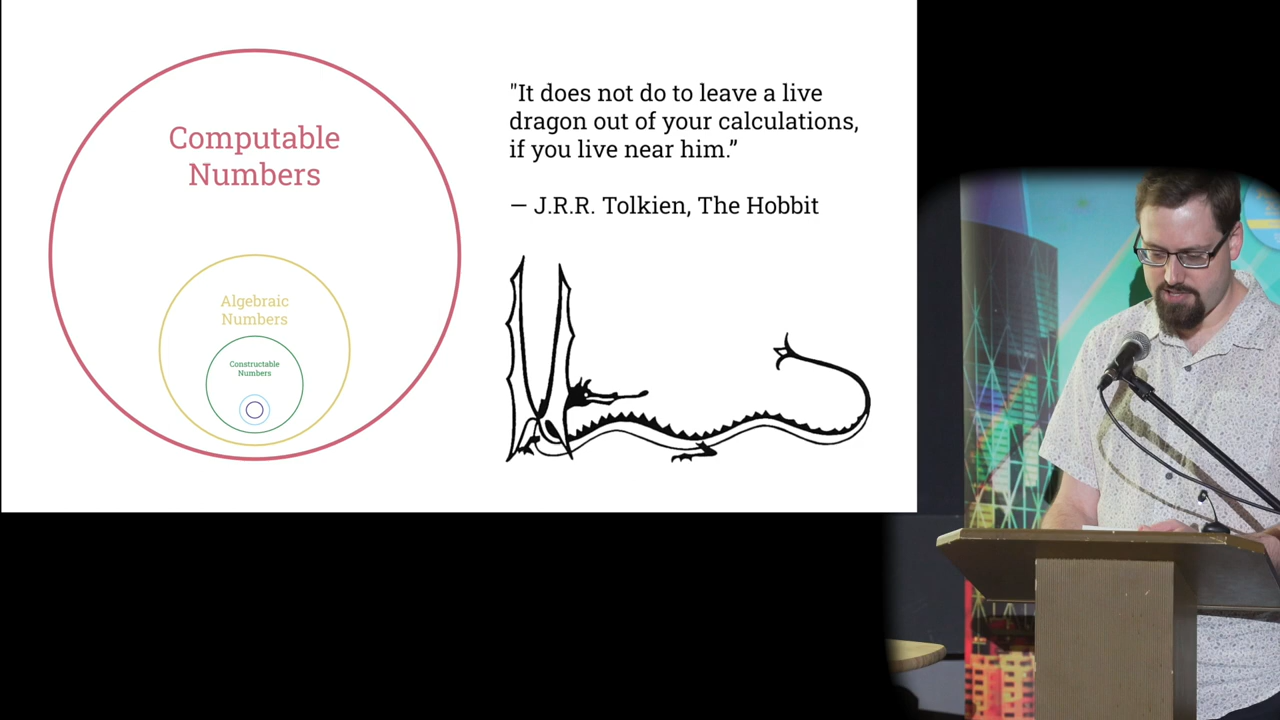 Computable
Numbers
Algebraic
Numbers
Constructable
Numbers
"It does not do to leave a live
dragon out of your calculations,
if you live near him.”
— J.R.R. Tolkien, The Hobbit